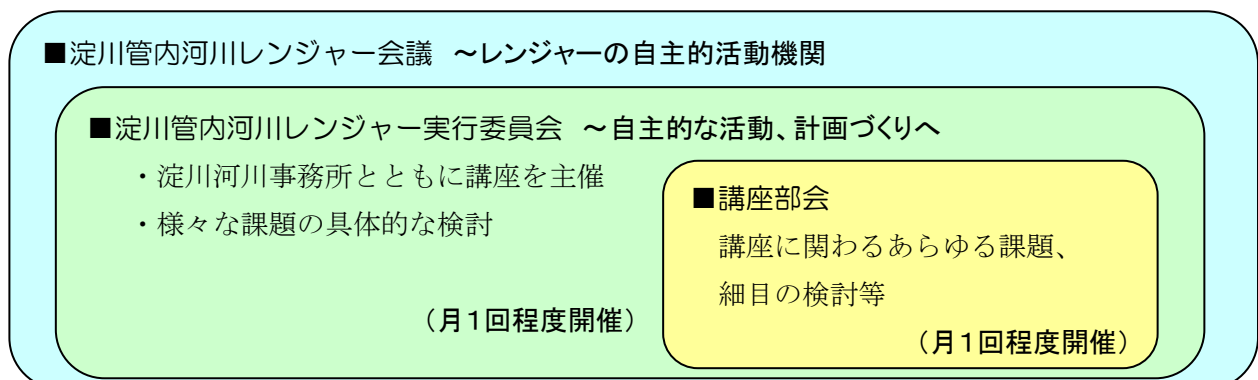 ■淀川管内河川レンジャー会議 ～レンジャーの自主的活動機関
■淀川管内河川レンジャー実行委員会 ～自主的な活動、計画づくりへ
・淀川河川事務所とともに講座を主催
・様々な課題の具体的な検討
（月１回程度開催）
■講座部会
講座に関わるあらゆる課題、
細目の検討等
（月１回程度開催）